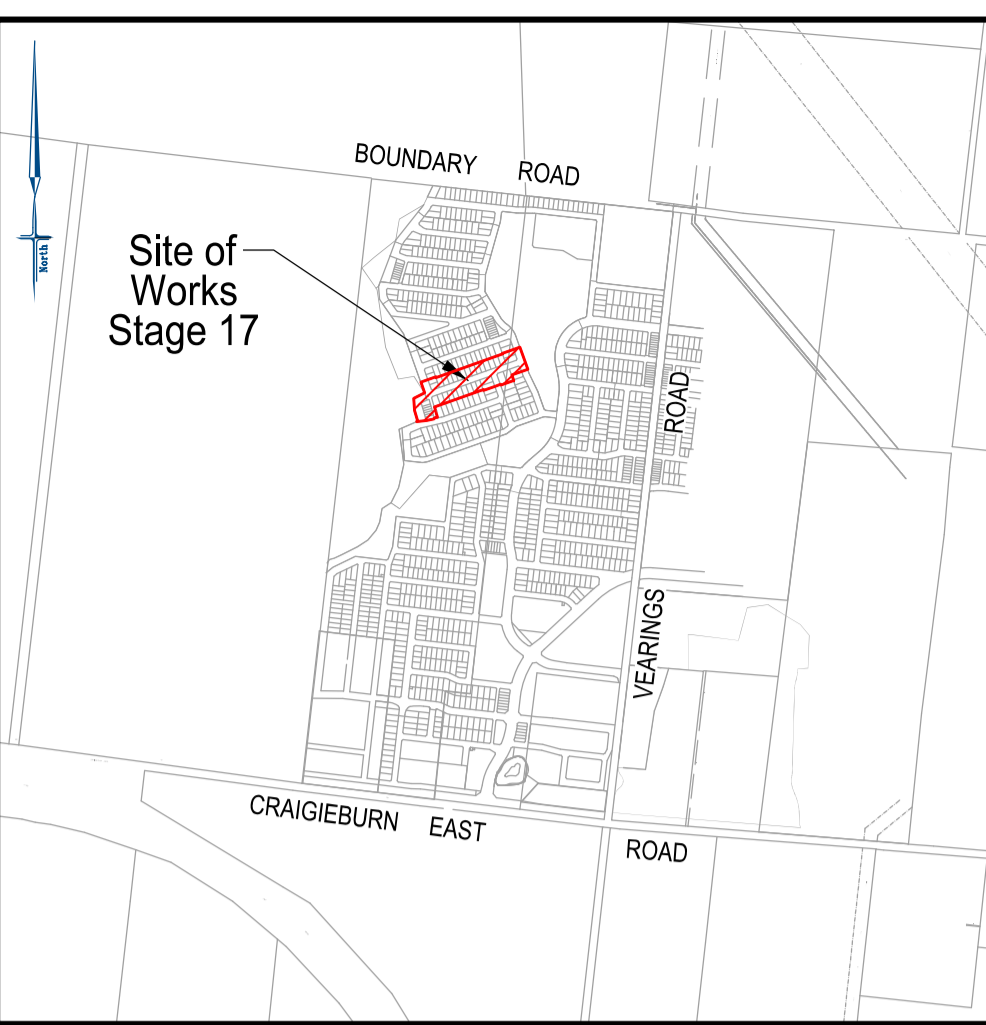 BOUNDARY ROAD
North
Site of
Works
Stage 17
ROAD
VEARINGS
CRAIGIEBURN EAST ROAD